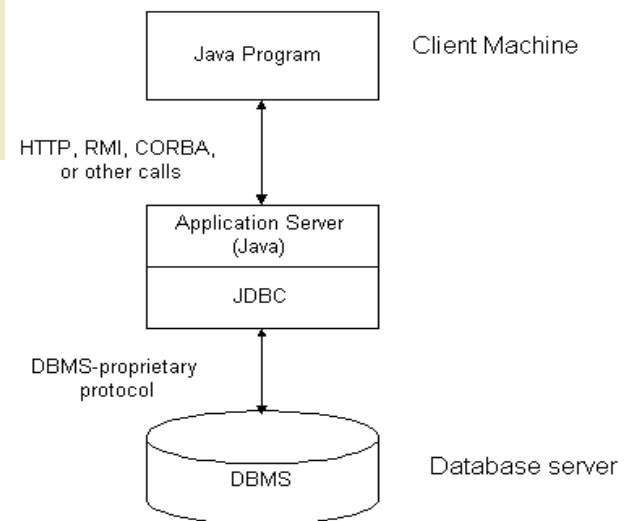 Java Program
Client Machine
HTTP, RMI, CORBA,
or other calls
Application Server
(Java)
JDBC
DBMS-proprietary
protocol
DBMS
Database server